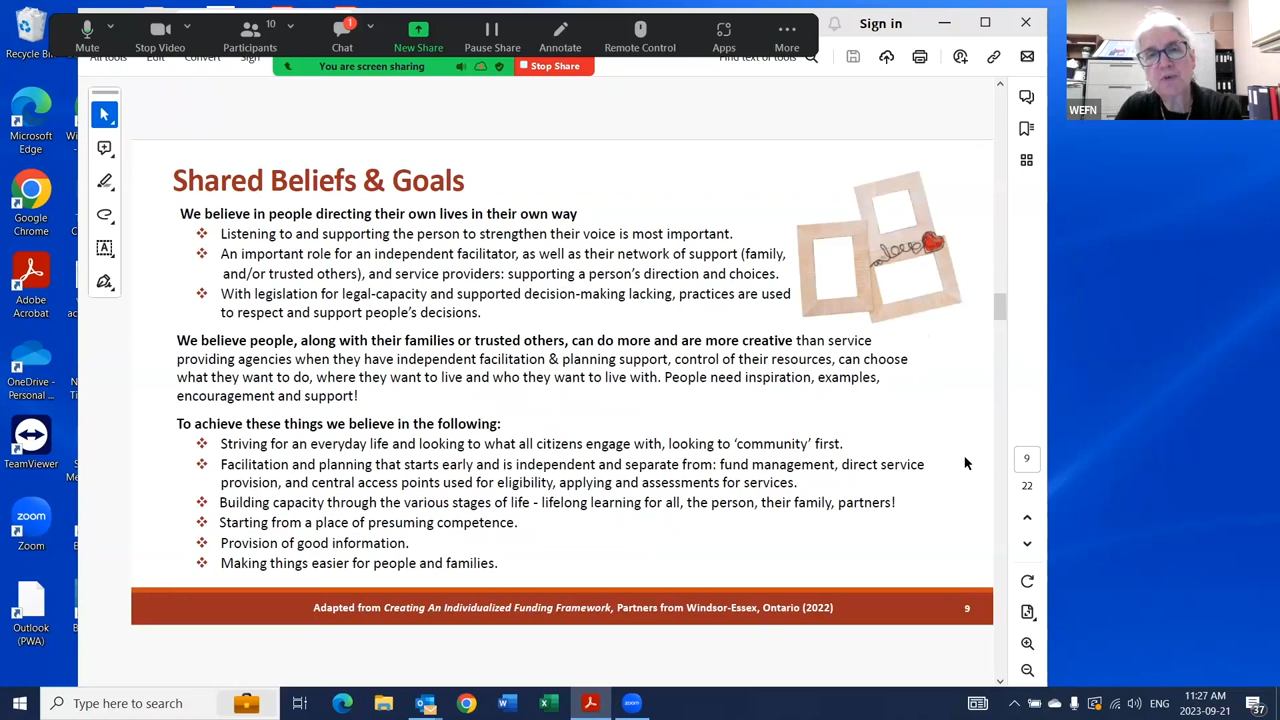 10
1
Sign in
Mute
Stop Video
Participants
Chat
New Share
Pause Share
Annotate
Remote Control
Apps
More
All tools
Edit
Convert
Sign
You are screen sharing
Stop Share
Find text or tools
WEFN
Microsoft
Edge
Google
Chrome
Adobe
Acrobat
OneDrive -
Personal ...
TeamViewer
Zoom
Outlook
(PWA)
Shared Beliefs & Goals
love
We believe in people directing their own lives in their own way
❖ Listening to and supporting the person to strengthen their voice is most important.
❖ An important role for an independent facilitator, as well as their network of support (family,
and/or trusted others), and service providers: supporting a person's direction and choices.
❖ With legislation for legal-capacity and supported decision-making lacking, practices are used
to respect and support people's decisions.
We believe people, along with their families or trusted others, can do more and are more creative than service
providing agencies when they have independent facilitation & planning support, control of their resources, can choose
what they want to do, where they want to live and who they want to live with. People need inspiration, examples,
encouragement and support!
To achieve these things we believe in the following:
❖ Striving for an everyday life and looking to what all citizens engage with, looking to 'community' first.
❖ Facilitation and planning that starts early and is independent and separate from: fund management, direct service
provision, and central access points used for eligibility, applying and assessments for services.
❖ Building capacity through the various stages of life - lifelong learning for all, the person, their family, partners!
❖ Starting from a place of presuming competence.
❖ Provision of good information.
❖ Making things easier for people and families.
Adapted from Creating An Individualized Funding Framework, Partners from Windsor-Essex, Ontario (2022)
9
9
22
Type here to search
ENG
11:27 AM
2023-09-21
37